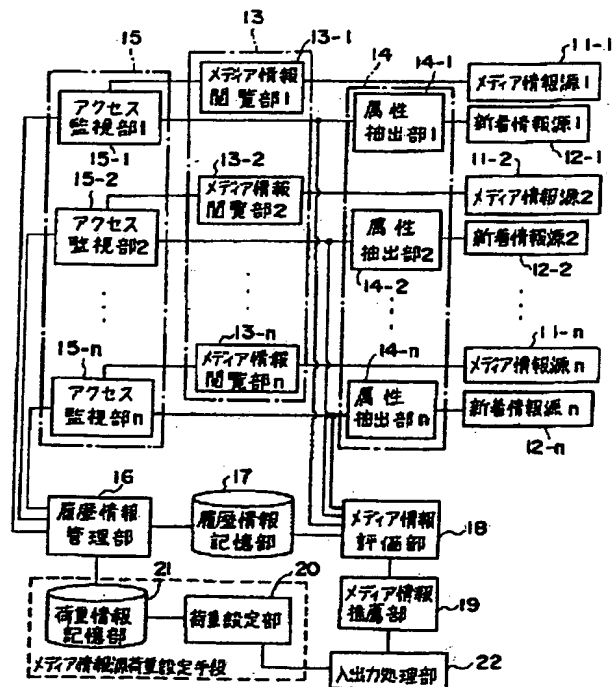 15
13
13-1
14
14-1
11-1
メディア情報
閲覧部1
メディア情報源1
アクセス
監視部1
属性
抽出部1
新着情報源1
15-1
12-1
15-2
13-2
11-2
メディア情報
閲覧部2
メディア情報源2
アクセス
監視部2
属性
抽出部2
新着情報源2
14-2
12-2
15-n
13-n
14-n
11-n
メディア情報
閲覧部n
メディア情報源n
アクセス
監視部n
属性
抽出部n
新着情報源n
12-n
16
17
履歴情報
管理部
履歴情報
記憶部
メディア情報
評価部
18
21
20
荷重情報
記憶部
荷重設定部
メディア情報
推薦部
19
メディア情報源荷重設定手段
入出力処理部
22